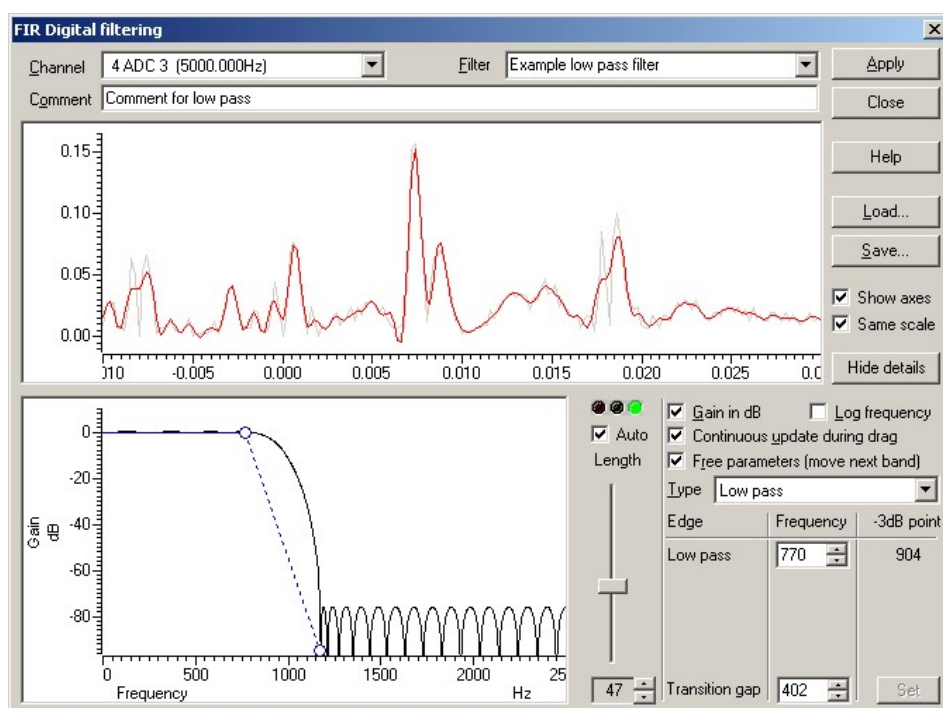 FIR Digital filtering
Channel 4 ADC 3 (5000.000Hz) Filter Example low pass filter Apply
Comment Comment for low pass Close
Help
Load...
Save...
Show axes
Same scale
Hide details
0.15
0.10
0.05
0.00
010 -0.005 0.000 0.005 0.010 0.015 0.020 0.025 0.0
0
-20
-40
-60
-80
Gain dB
0 500 1000 1500 2000 25
Frequency Hz
Auto
Length
47
Gain in dB Log frequency
Continuous update during drag
Free parameters (move next band)
Type Low pass
Edge Frequency -3dB point
Low pass 770 904
Transition gap 402 Set